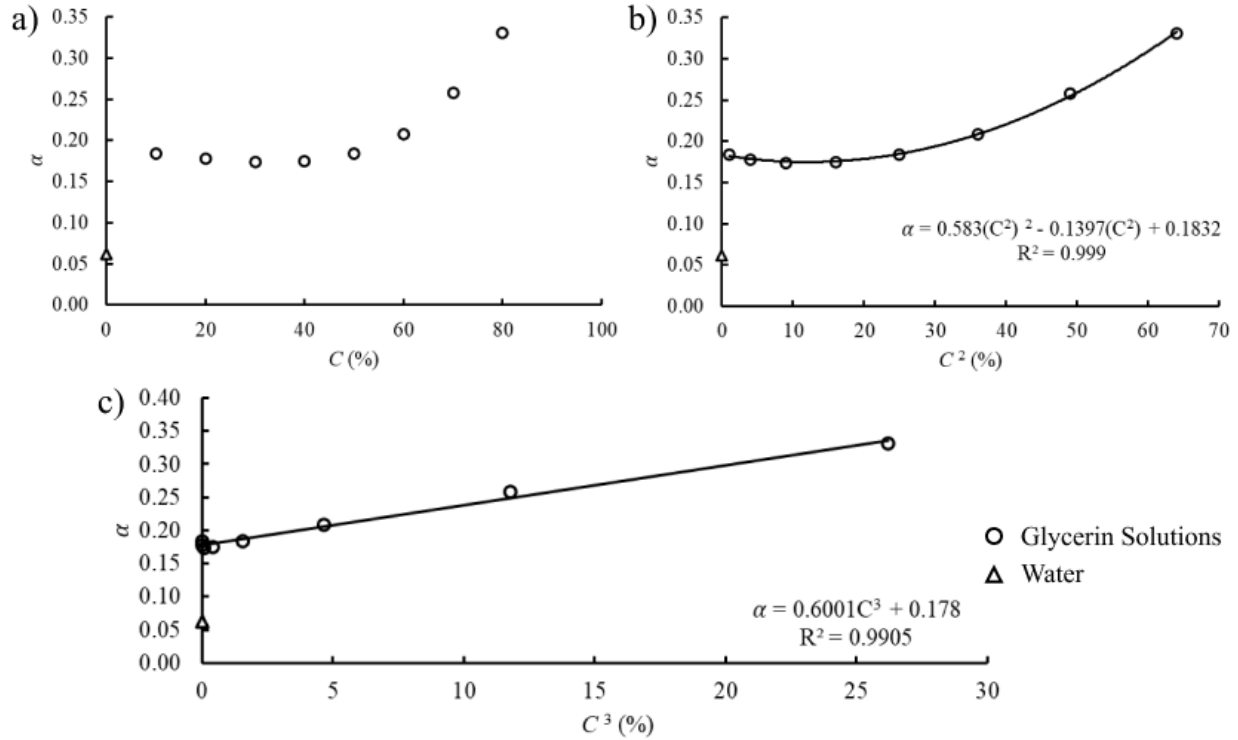 a)
0.35
0.30
0.25
0.20
0.15
0.10
0.05
0.00
α
0 20 40 60 80 100
C (%)
b)
0.35
0.30
0.25
0.20
0.15
0.10
0.05
0.00
α
α = 0.583(C²) ² - 0.1397(C²) + 0.1832
R² = 0.999
0 10 20 30 40 50 60 70
C ² (%)
c)
0.40
0.35
0.30
0.25
0.20
0.15
0.10
0.05
0.00
α
α = 0.6001C³ + 0.178
R² = 0.9905
0 5 10 15 20 25 30
C ³ (%)
Glycerin Solutions
Water